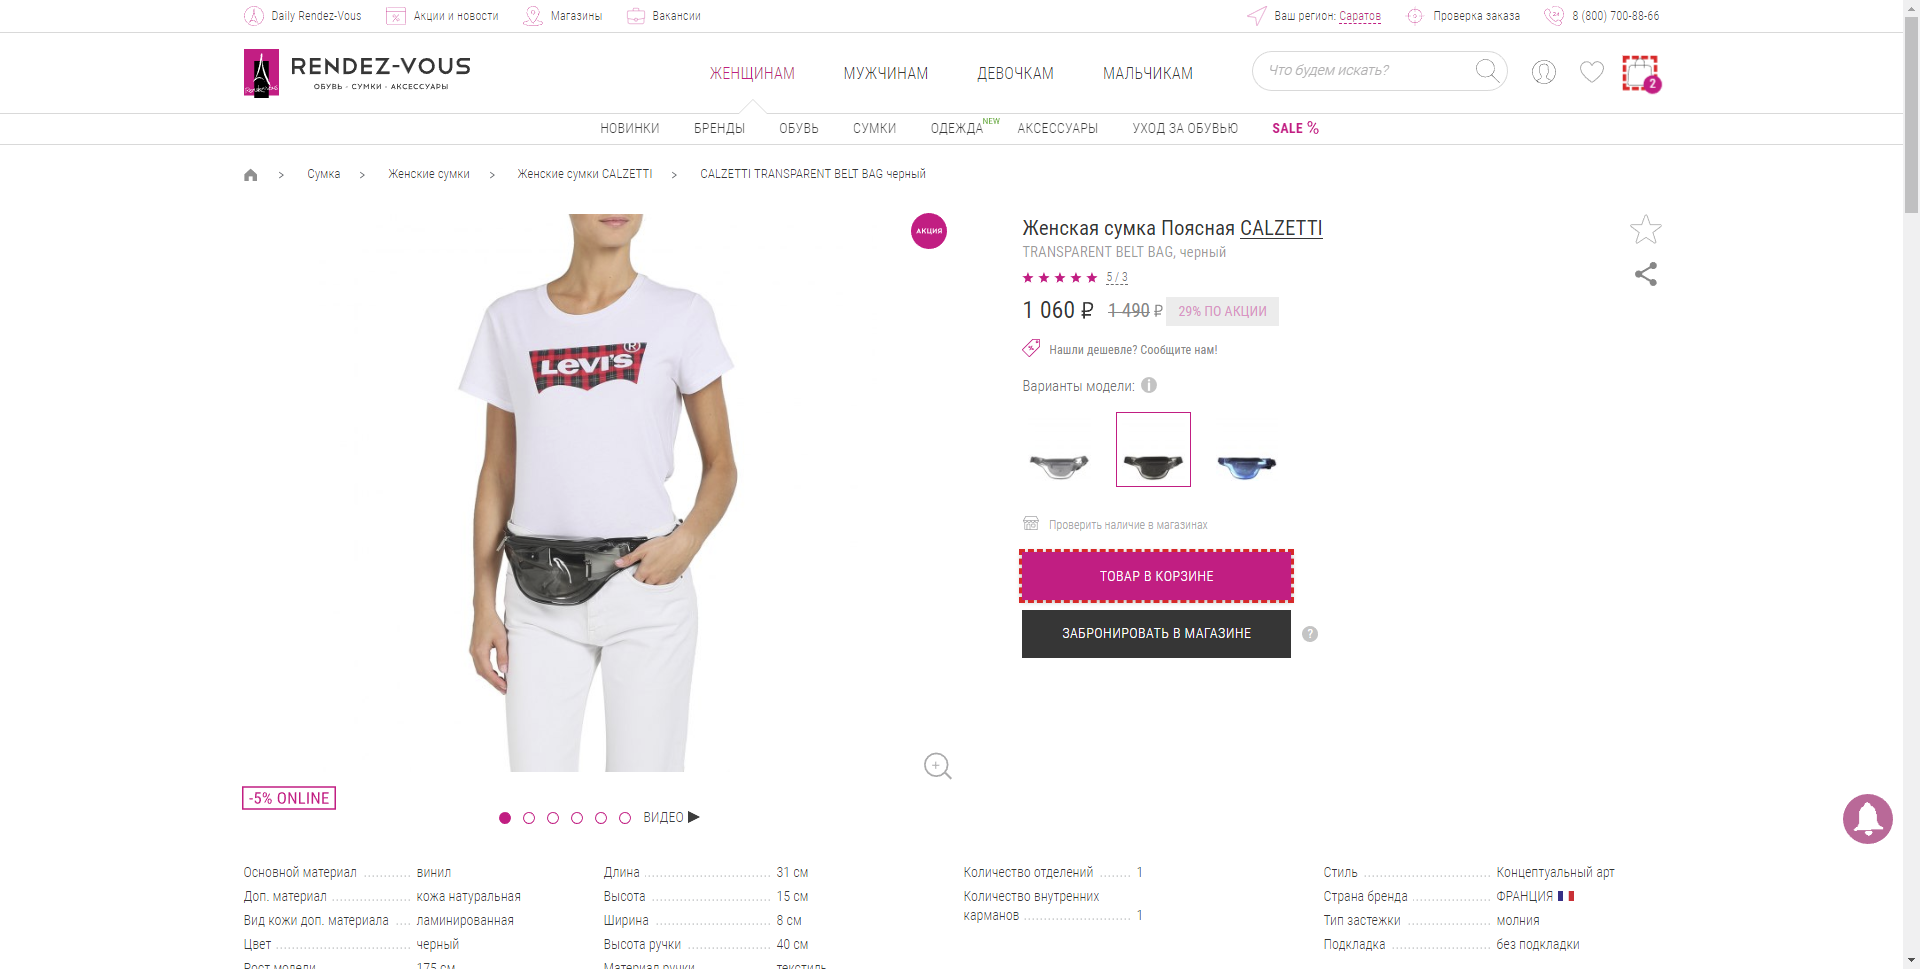 Daily Rendez-Vous
Акции и новости
Магазины
Вакансии
Ваш регион: Саратов
Проверка заказа
8 (800) 700-88-66
RENDEZ-VOUS
ОБУВЬ · СУМКИ · АКСЕССУАРЫ
ЖЕНЩИНАМ
МУЖЧИНАМ
ДЕВОЧКАМ
МАЛЬЧИКАМ
Что будем искать?
2
НОВИНКИ
БРЕНДЫ
ОБУВЬ
СУМКИ
ОДЕЖДА NEW
АКСЕССУАРЫ
УХОД ЗА ОБУВЬЮ
SALE %
> Сумка > Женские сумки > Женские сумки CALZETTI > CALZETTI TRANSPARENT BELT BAG черный
АКЦИЯ
Levi's ®
Женская сумка Поясная CALZETTI
TRANSPARENT BELT BAG, черный
5 / 3
1 060 ₽ 1 490 ₽ 29% ПО АКЦИИ
Нашли дешевле? Сообщите нам!
Варианты модели: i
Проверить наличие в магазинах
ТОВАР В КОРЗИНЕ
ЗАБРОНИРОВАТЬ В МАГАЗИНЕ ?
-5% ONLINE
ВИДЕО
Основной материал ............ винил
Доп. материал .................... кожа натуральная
Вид кожи доп. материала .... ламинированная
Цвет .................................. черный
Рост модели 175 см
Длина ................................ 31 см
Высота .............................. 15 см
Ширина ............................. 8 см
Высота ручки ..................... 40 см
Материал ручки текстиль
Количество отделений ........ 1
Количество внутренних
карманов ........................... 1
Стиль ................................ Концептуальный арт
Страна бренда .................... ФРАНЦИЯ
Тип застежки ...................... молния
Подкладка ......................... без подкладки